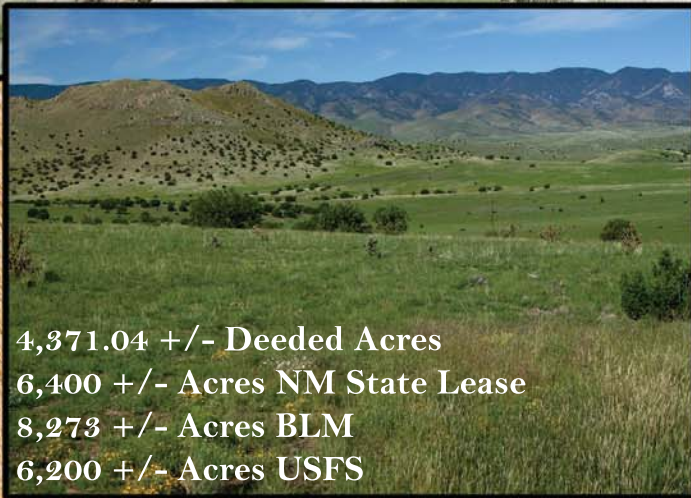 4,371.04 +/- Deeded Acres
6,400 +/- Acres NM State Lease
8,273 +/- Acres BLM
6,200 +/- Acres USFS